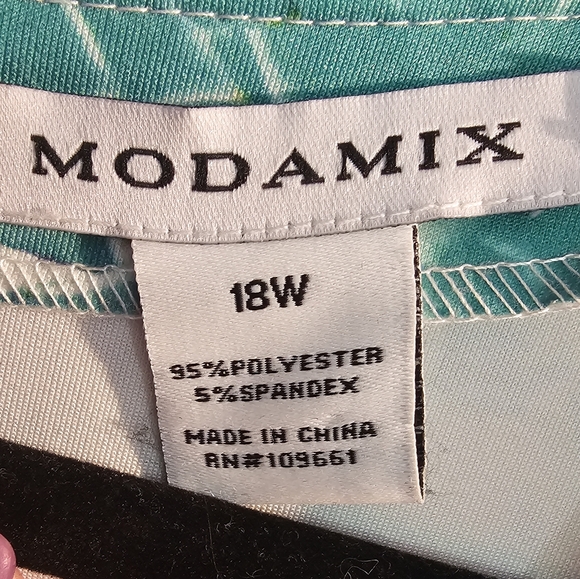 MODAMIX
18W
95%POLYESTER
5%SPANDEX
MADE IN CHINA
RN#109661